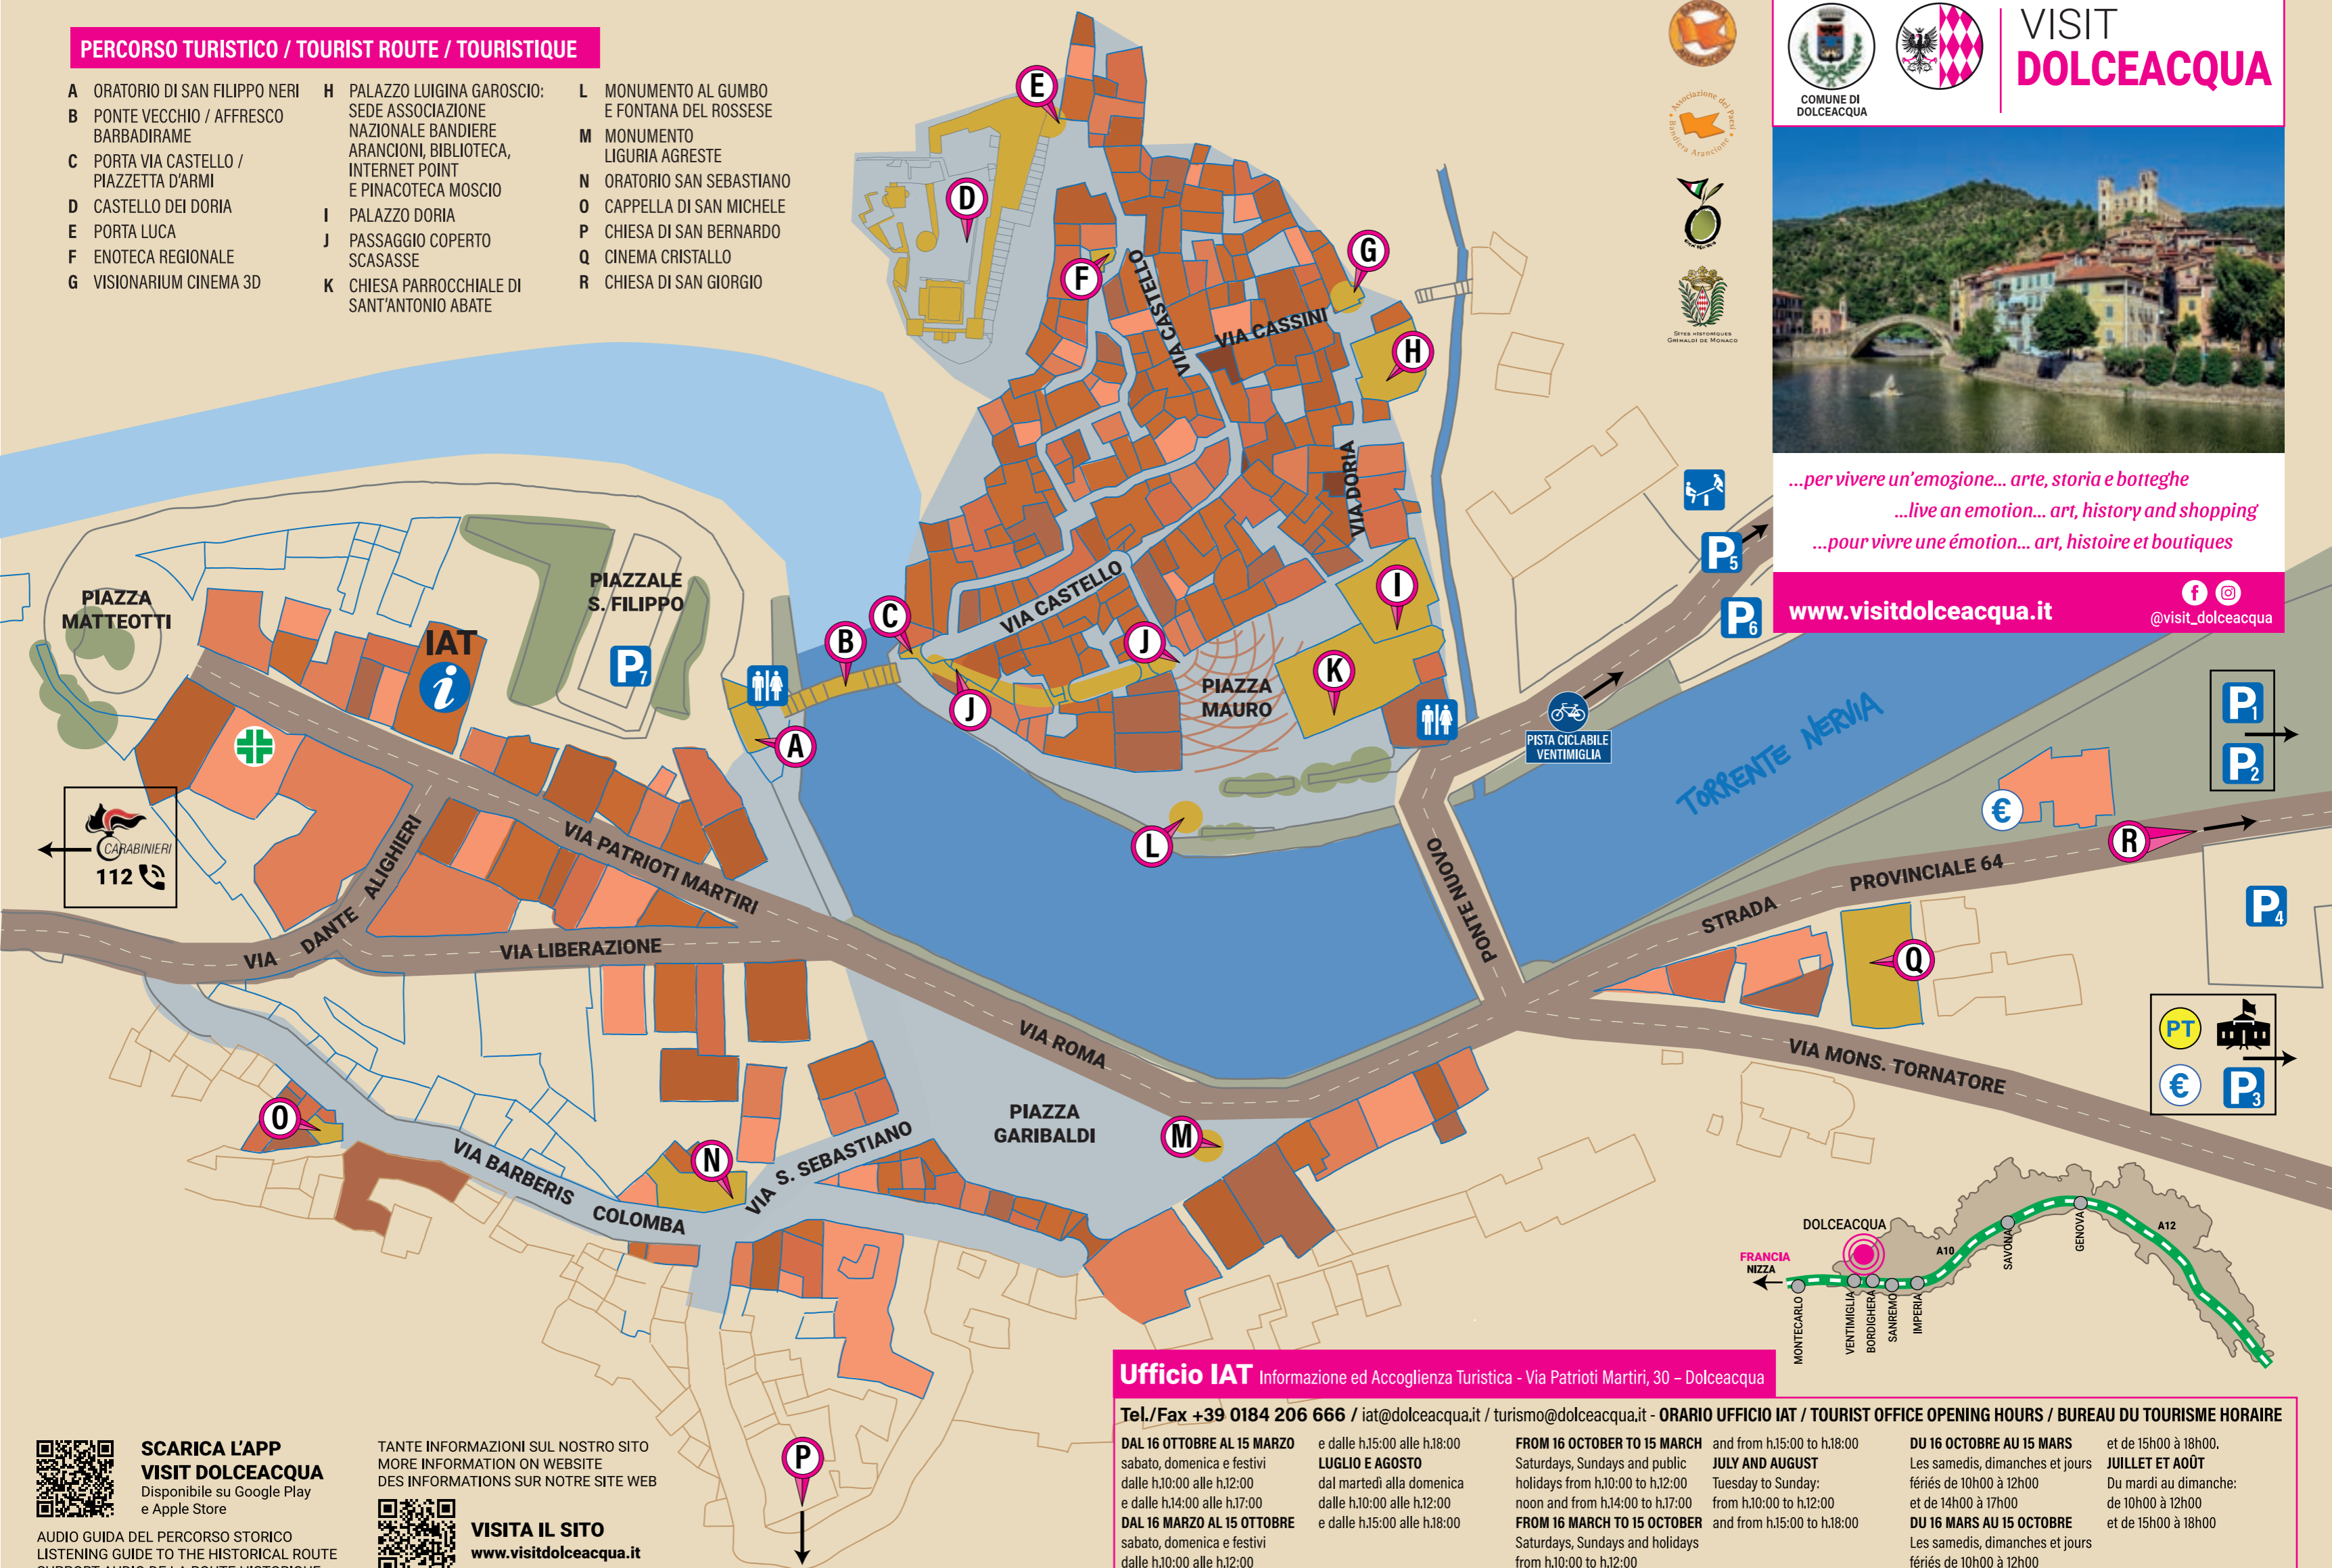 PERCORSO TURISTICO / TOURIST ROUTE / TOURISTIQUE
A ORATORIO DI SAN FILIPPO NERI
B PONTE VECCHIO / AFFRESCO
BARBADIRAME
C PORTA VIA CASTELLO /
PIAZZETTA D'ARMI
D CASTELLO DEI DORIA
E PORTA LUCA
F ENOTECA REGIONALE
G VISIONARIUM CINEMA 3D
H PALAZZO LUIGINA GAROSCIO:
SEDE ASSOCIAZIONE
NAZIONALE BANDIERE
ARANCIONI, BIBLIOTECA,
INTERNET POINT
E PINACOTECA MOSCIO
I PALAZZO DORIA
J PASSAGGIO COPERTO
SCASASSE
K CHIESA PARROCCHIALE DI
SANT'ANTONIO ABATE
L MONUMENTO AL GUMBO
E FONTANA DEL ROSSESE
M MONUMENTO
LIGURIA AGRESTE
N ORATORIO SAN SEBASTIANO
O CAPPELLA DI SAN MICHELE
P CHIESA DI SAN BERNARDO
Q CINEMA CRISTALLO
R CHIESA DI SAN GIORGIO
BANDIERA
ARANCIONE
Associazione dei Paesi
Bandiera Arancione
SITES HISTORIQUES
GRIMALDI DE MONACO
COMUNE DI
DOLCEACQUA
VISIT
DOLCEACQUA
...per vivere un'emozione... arte, storia e botteghe
...live an emotion... art, history and shopping
...pour vivre une émotion... art, histoire et boutiques
www.visitdolceacqua.it
@visit_dolceacqua
E
D
F
G
H
VIA CASTELLO
VIA CASSINI
VIA DORIA
VIA CASTELLO
C
B
A
J
J
I
K
L
PIAZZA
MAURO
PIAZZA
MATTEOTTI
PIAZZALE
S. FILIPPO
IAT
i
P7
P5
P6
PISTA CICLABILE
VENTIMIGLIA
TORRENTE NERVIA
P1
P2
€
R
P4
CARABINIERI
112
VIA DANTE ALIGHIERI
VIA PATRIOTI MARTIRI
VIA LIBERAZIONE
VIA ROMA
PONTE NUOVO
STRADA PROVINCIALE 64
Q
VIA MONS. TORNATORE
PT
€
P3
O
N
M
P
PIAZZA
GARIBALDI
VIA BARBERIS COLOMBA
VIA S. SEBASTIANO
DOLCEACQUA
FRANCIA
NIZZA
MONTECARLO
VENTIMIGLIA
BORDIGHERA
SANREMO
IMPERIA
A10
SAVONA
GENOVA
A12
SCARICA L'APP
VISIT DOLCEACQUA
Disponibile su Google Play
e Apple Store
AUDIO GUIDA DEL PERCORSO STORICO
LISTENING GUIDE TO THE HISTORICAL ROUTE
TANTE INFORMAZIONI SUL NOSTRO SITO
MORE INFORMATION ON WEBSITE
DES INFORMATIONS SUR NOTRE SITE WEB
VISITA IL SITO
www.visitdolceacqua.it
Ufficio IAT Informazione ed Accoglienza Turistica - Via Patrioti Martiri, 30 – Dolceacqua
Tel./Fax +39 0184 206 666 / iat@dolceacqua.it / turismo@dolceacqua.it - ORARIO UFFICIO IAT / TOURIST OFFICE OPENING HOURS / BUREAU DU TOURISME HORAIRE
DAL 16 OTTOBRE AL 15 MARZO
sabato, domenica e festivi
dalle h.10:00 alle h.12:00
e dalle h.14:00 alle h.17:00
DAL 16 MARZO AL 15 OTTOBRE
sabato, domenica e festivi
dalle h.10:00 alle h.12:00
e dalle h.15:00 alle h.18:00
LUGLIO E AGOSTO
dal martedì alla domenica
dalle h.10:00 alle h.12:00
e dalle h.15:00 alle h.18:00
FROM 16 OCTOBER TO 15 MARCH
Saturdays, Sundays and public
holidays from h.10:00 to h.12:00
noon and from h.14:00 to h.17:00
FROM 16 MARCH TO 15 OCTOBER
Saturdays, Sundays and holidays
from h.10:00 to h.12:00
and from h.15:00 to h.18:00
JULY AND AUGUST
Tuesday to Sunday:
from h.10:00 to h.12:00
and from h.15:00 to h.18:00
DU 16 OCTOBRE AU 15 MARS
Les samedis, dimanches et jours
fériés de 10h00 à 12h00
et de 14h00 à 17h00
DU 16 MARS AU 15 OCTOBRE
Les samedis, dimanches et jours
fériés de 10h00 à 12h00
et de 15h00 à 18h00.
JUILLET ET AOÛT
Du mardi au dimanche:
de 10h00 à 12h00
et de 15h00 à 18h00